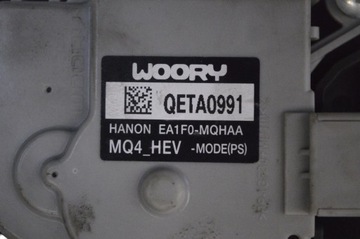 WOORY
QETA0991
HANON EA1F0-MQHAA
MQ4_HEV -MODE(PS)